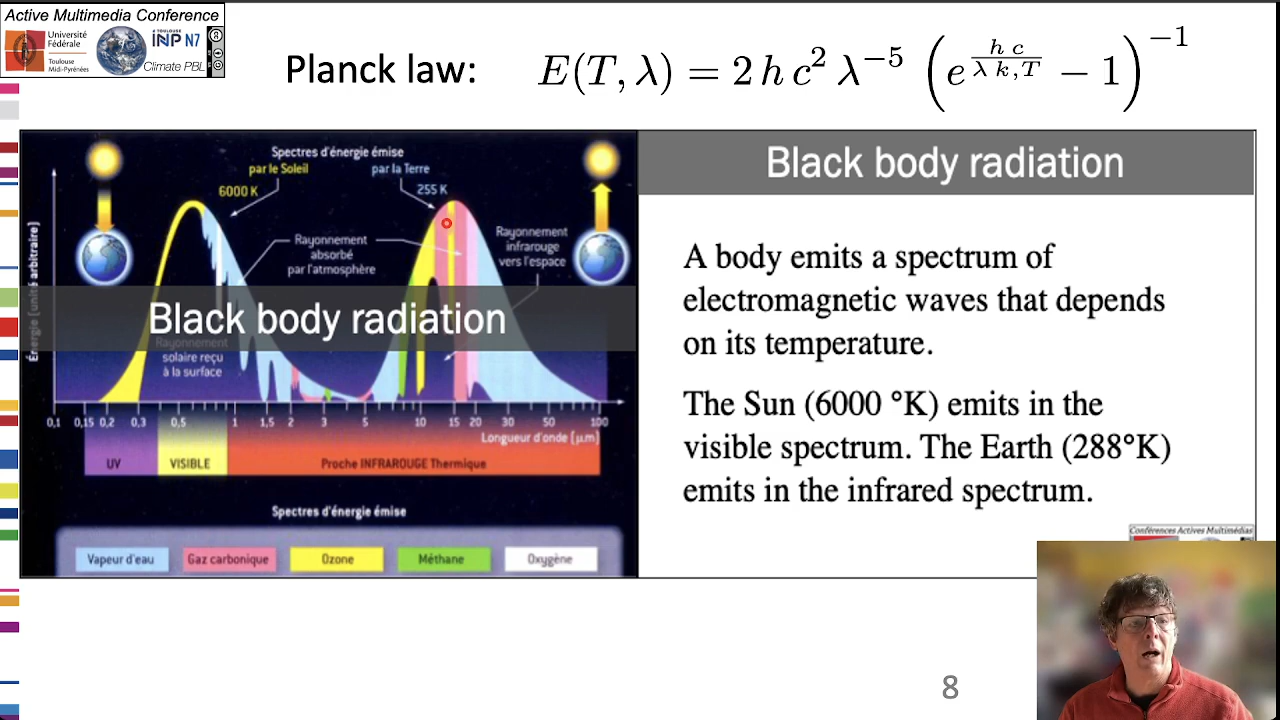 Active Multimedia Conference
Université
Fédérale
Toulouse
Midi-Pyrénées
TOULOUSE
INP N7
Climate PBL
Planck law: E(T, λ) = 2 h c² λ⁻⁵ (e^{\frac{h c}{λ k, T}} − 1)⁻¹
Spectres d'énergie émise
par le Soleil
par la Terre
6000 K
255 K
Rayonnement
absorbé
par l'atmosphère
Rayonnement
infrarouge
vers l'espace
Énergie (unité arbitraire)
Black body radiation
Rayonnement
solaire reçu
à la surface
0,1 0,15 0,2 0,3 0,5 1 1,5 2 3 5 10 15 20 30 50 100
Longueur d'onde (µm)
UV VISIBLE Proche INFRAROUGE Thermique
Spectres d'énergie émise
Vapeur d'eau Gaz carbonique Ozone Méthane Oxygène
Black body radiation
A body emits a spectrum of
electromagnetic waves that depends
on its temperature.
The Sun (6000 °K) emits in the
visible spectrum. The Earth (288°K)
emits in the infrared spectrum.
Conférences Actives Multimédias
8